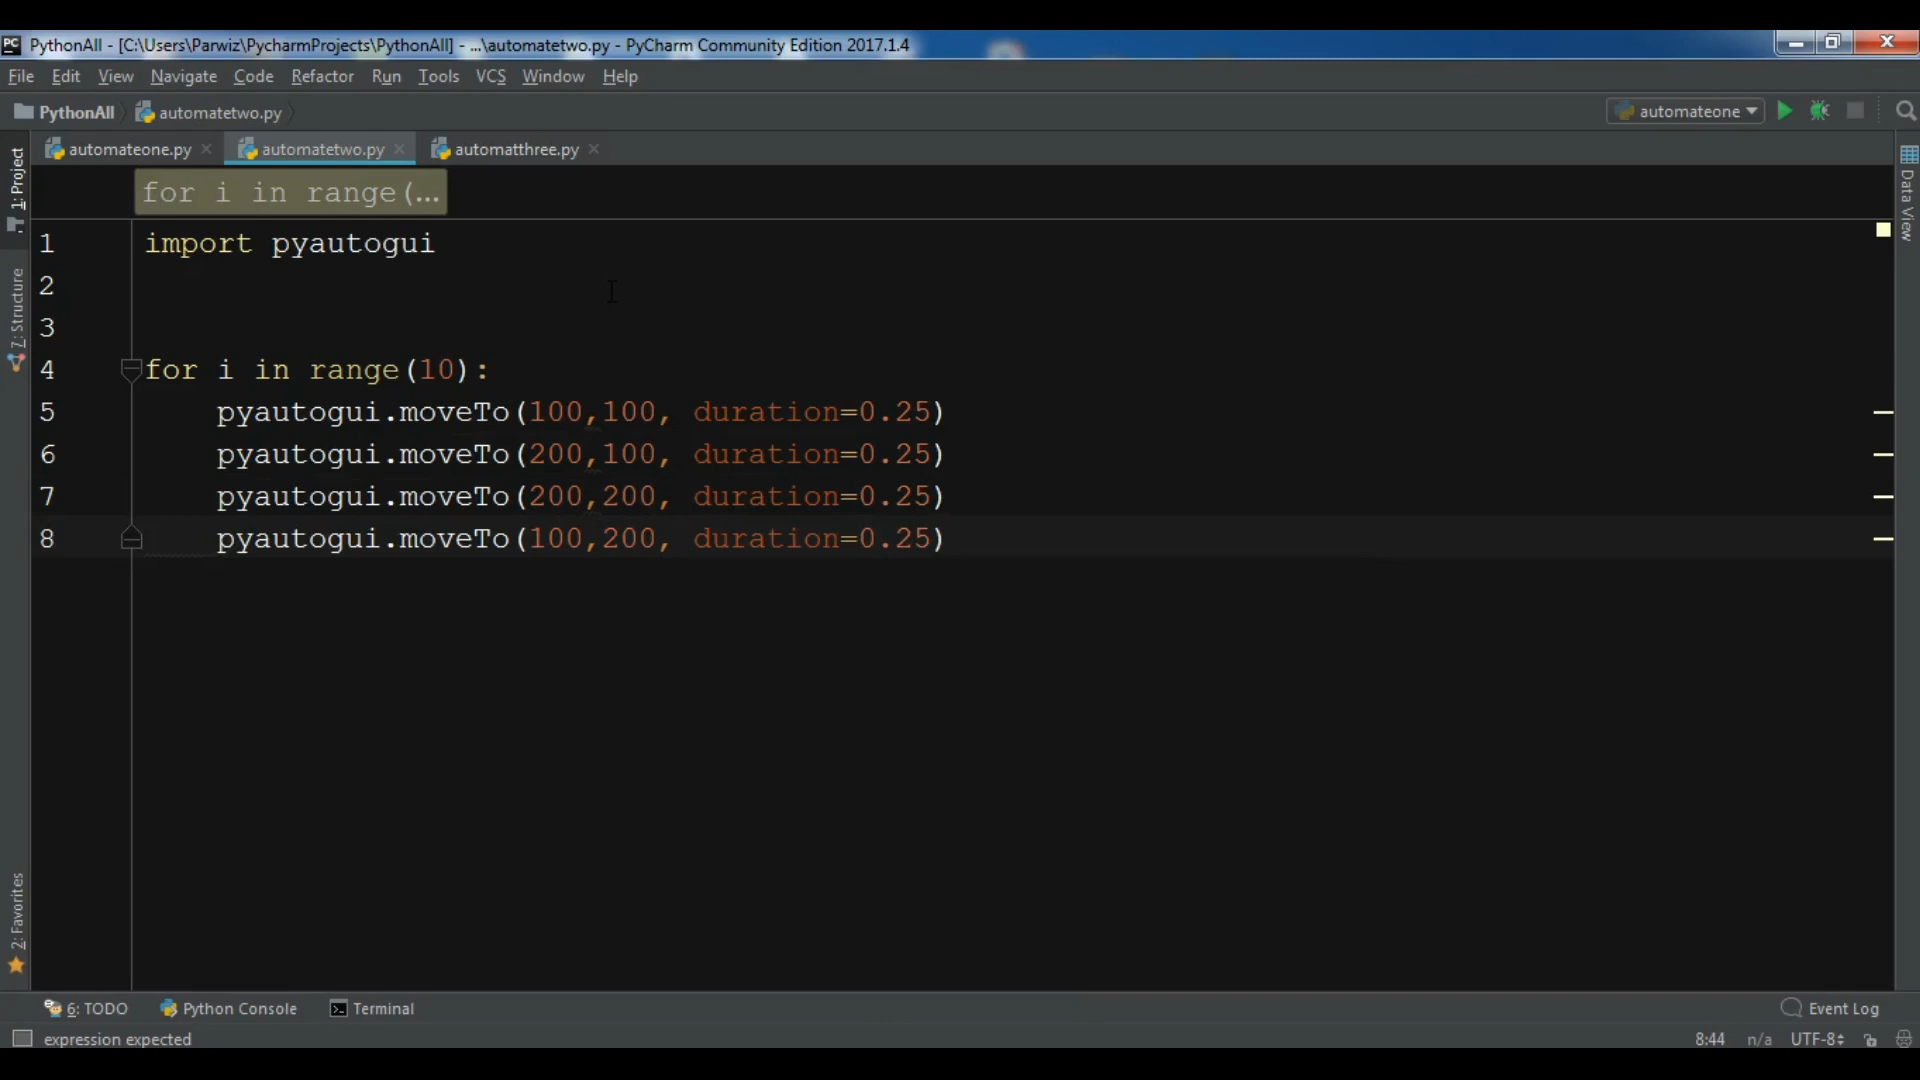 PC PythonAll - [C:\Users\Parwiz\PycharmProjects\PythonAll] - ...\automatetwo.py - PyCharm Community Edition 2017.1.4
File Edit View Navigate Code Refactor Run Tools VCS Window Help
PythonAll automatetwo.py automateone
automateone.py automatetwo.py automatthree.py
1: Project
7: Structure
2: Favorites
Data View
for i in range(...
1 import pyautogui
2
3
4 for i in range(10):
5 pyautogui.moveTo(100,100, duration=0.25)
6 pyautogui.moveTo(200,100, duration=0.25)
7 pyautogui.moveTo(200,200, duration=0.25)
8 pyautogui.moveTo(100,200, duration=0.25)
6: TODO Python Console Terminal Event Log
expression expected 8:44 n/a UTF-8